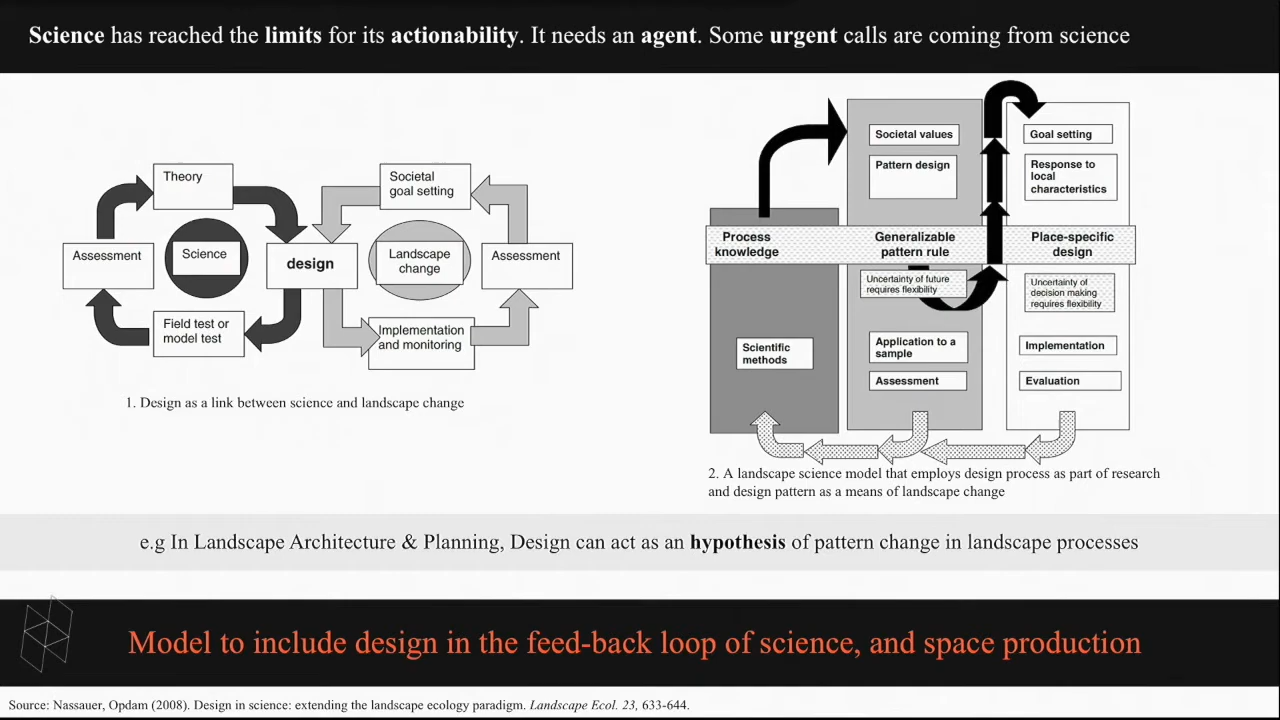 Science has reached the limits for its actionability. It needs an agent. Some urgent calls are coming from science
Theory
Assessment
Science
design
Field test or
model test
Societal
goal setting
Landscape
change
Assessment
Implementation
and monitoring
1. Design as a link between science and landscape change
Process
knowledge
Scientific
methods
Societal values
Pattern design
Generalizable
pattern rule
Uncertainty of future
requires flexibility
Application to a
sample
Assessment
Goal setting
Response to
local
characteristics
Place-specific
design
Uncertainty of
decision making
requires flexibility
Implementation
Evaluation
2. A landscape science model that employs design process as part of research
and design pattern as a means of landscape change
e.g In Landscape Architecture & Planning, Design can act as an hypothesis of pattern change in landscape processes
Model to include design in the feed-back loop of science, and space production
Source: Nassauer, Opdam (2008). Design in science: extending the landscape ecology paradigm. Landscape Ecol. 23, 633-644.